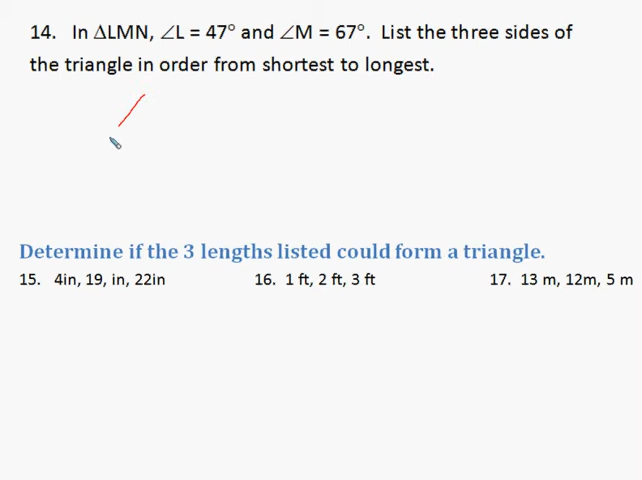 14. In ΔLMN, ∠L = 47° and ∠M = 67°. List the three sides of
the triangle in order from shortest to longest.
Determine if the 3 lengths listed could form a triangle.
15. 4in, 19, in, 22in 16. 1 ft, 2 ft, 3 ft 17. 13 m, 12m, 5 m